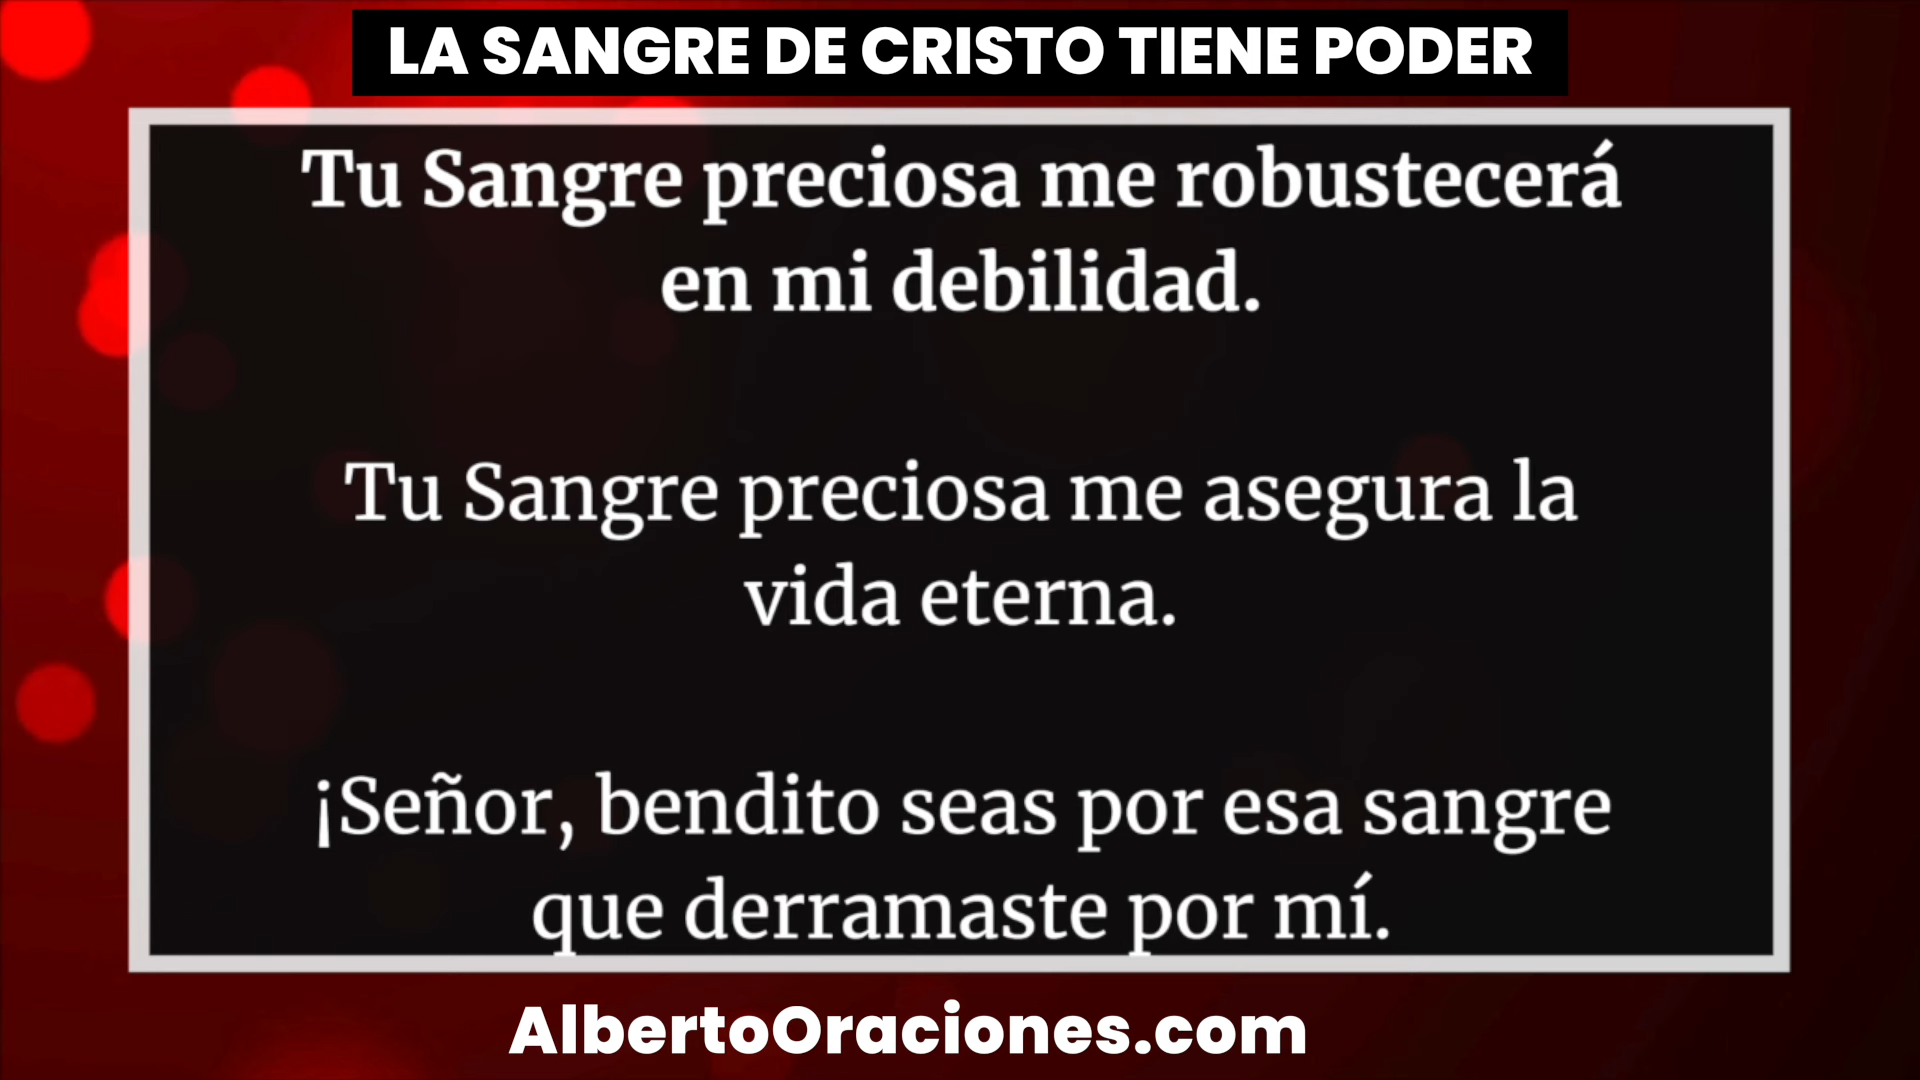 LA SANGRE DE CRISTO TIENE PODER
Tu Sangre preciosa me robustecerá
en mi debilidad.
Tu Sangre preciosa me asegura la
vida eterna.
¡Señor, bendito seas por esa sangre
que derramaste por mí.
AlbertoOraciones.com